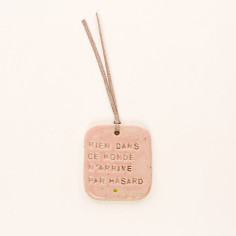 RIEN DANS
CE MONDE
N'ARRIVE
PAR HASARD